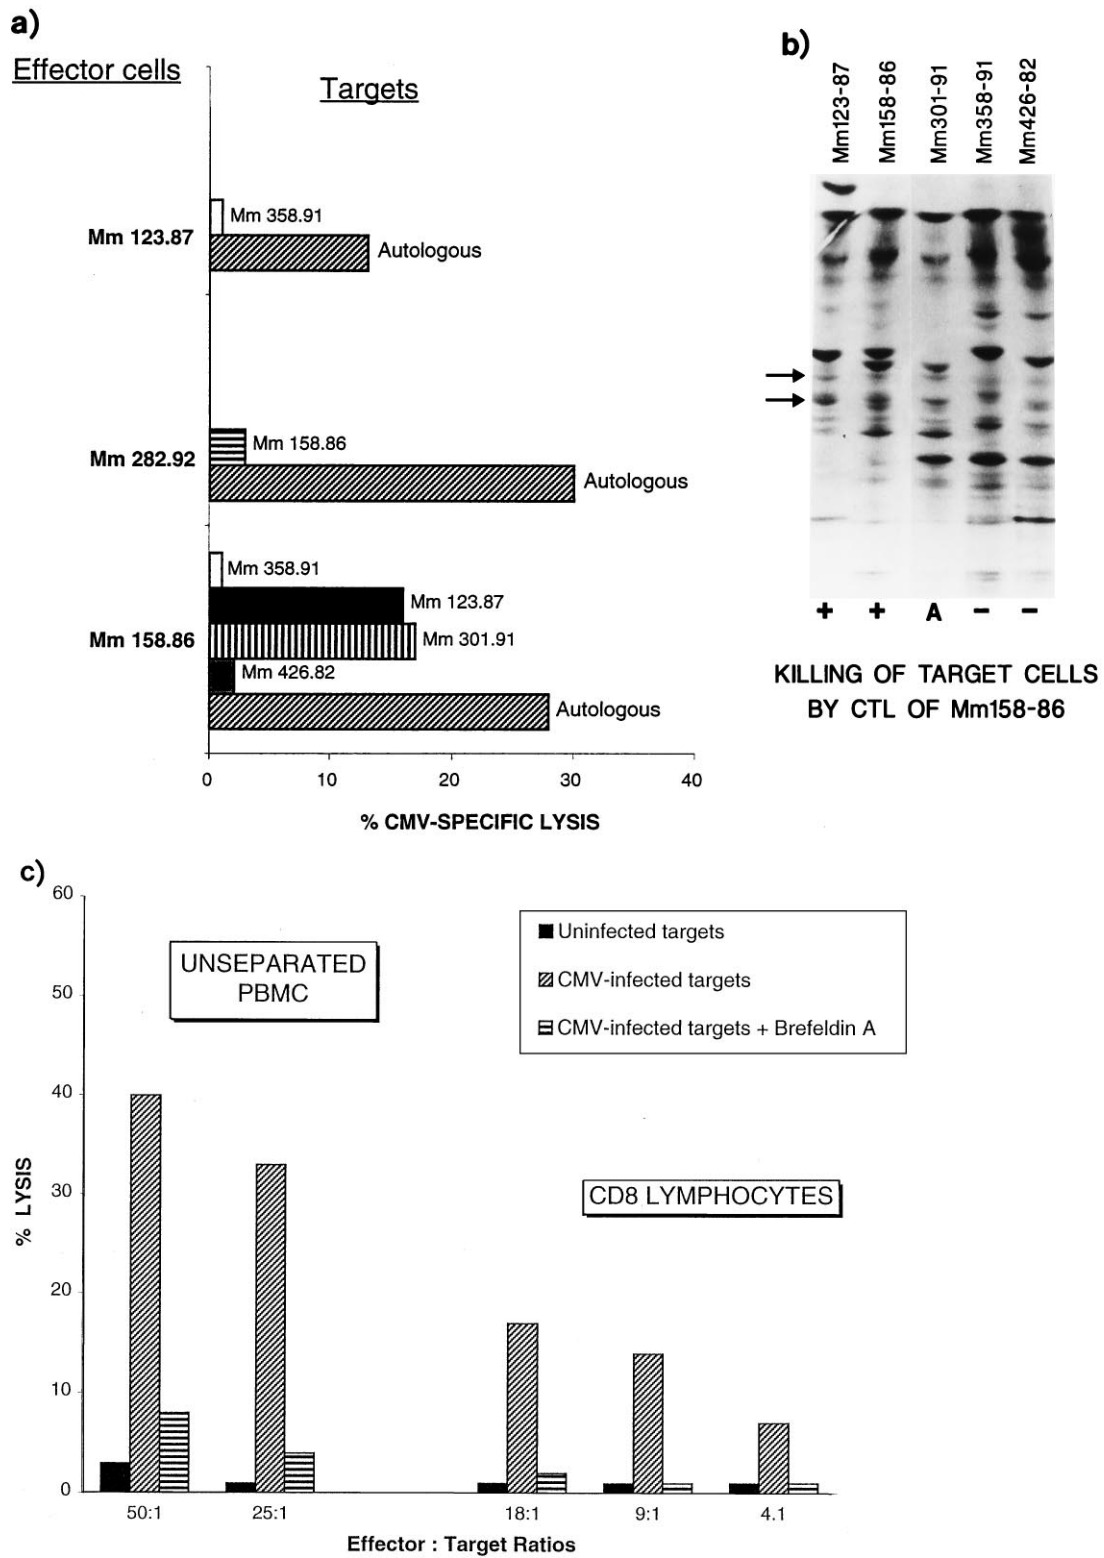 a)
Effector cells
Targets
Mm 123.87
Mm 358.91
Autologous
Mm 282.92
Mm 158.86
Autologous
Mm 158.86
Mm 358.91
Mm 123.87
Mm 301.91
Mm 426.82
Autologous
0 10 20 30 40
% CMV-SPECIFIC LYSIS
b)
Mm123-87
Mm158-86
Mm301-91
Mm358-91
Mm426-82
+ + A - -
KILLING OF TARGET CELLS
BY CTL OF Mm158-86
c)
60
50
40
30
20
10
0
% LYSIS
UNSEPARATED
PBMC
Uninfected targets
CMV-infected targets
CMV-infected targets + Brefeldin A
CD8 LYMPHOCYTES
50:1 25:1 18:1 9:1 4.1
Effector : Target Ratios